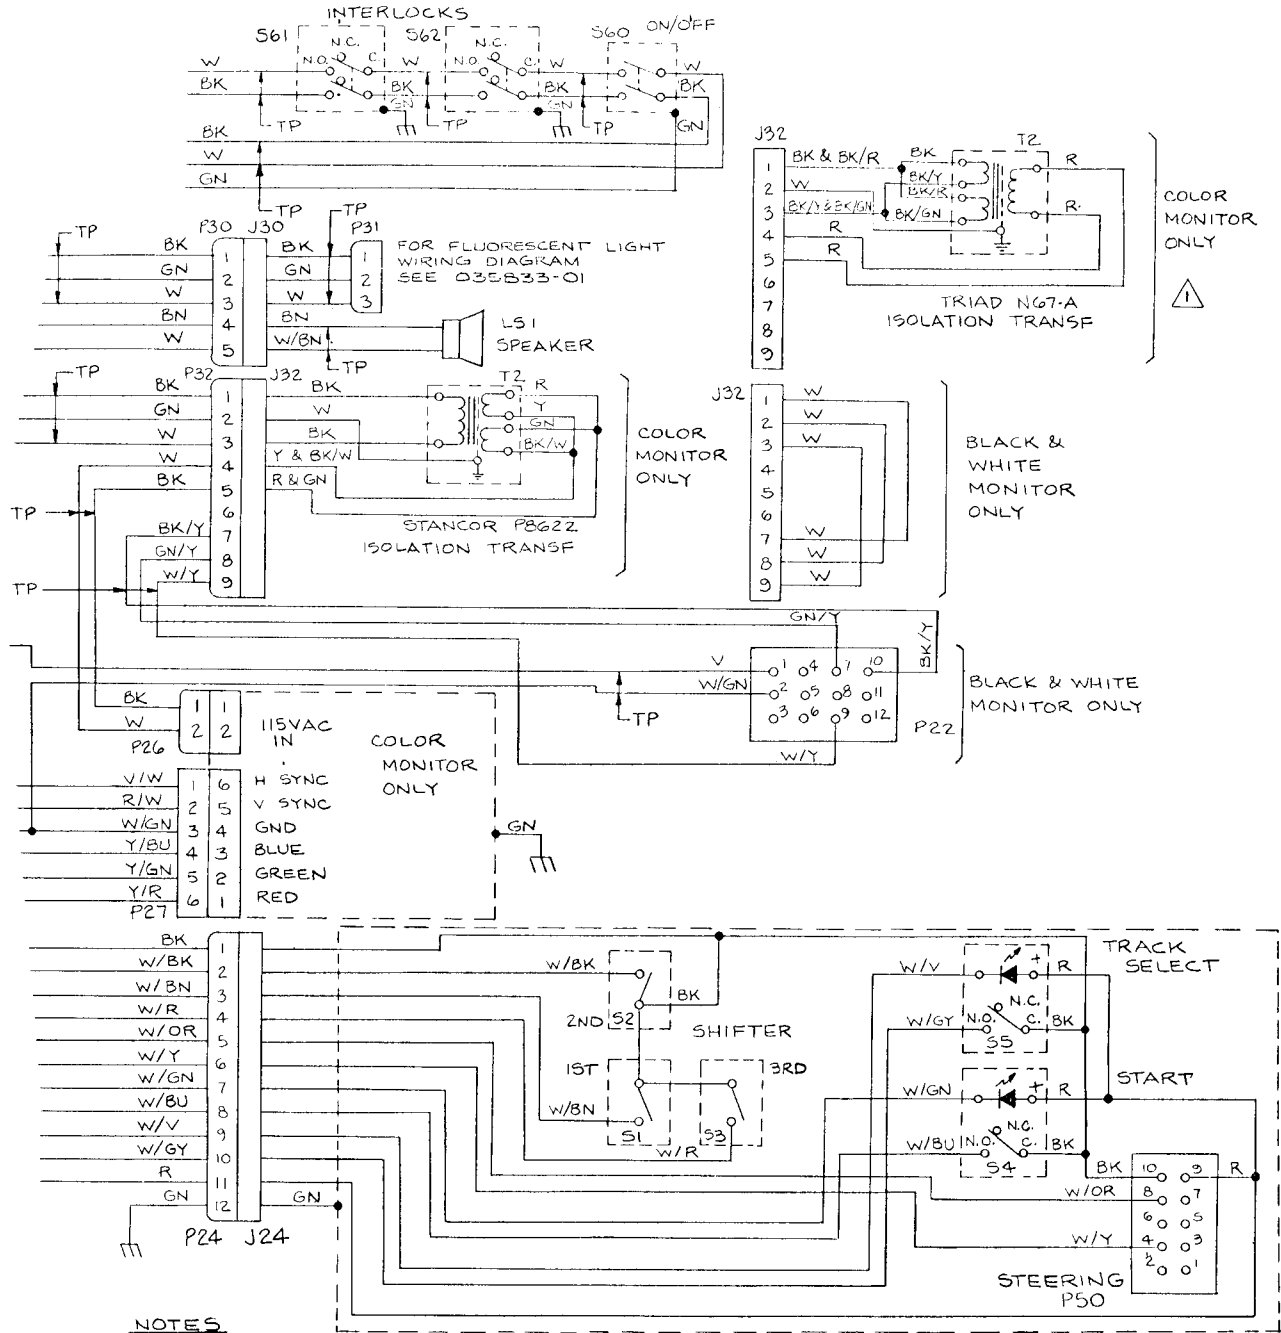 INTERLOCKS
S61
N.C.
N.O.
C.
S62
N.C.
N.O.
C.
S60
ON/OFF
W
BK
W
BK
GN
W
BK
GN
W
BK
GN
TP
TP
TP
BK
W
GN
TP
TP
TP
P30 J30
P31
BK 1 BK 1
GN 2 GN 2
W 3 W 3
BN 4 BN
W 5 W/BN
FOR FLUORESCENT LIGHT
WIRING DIAGRAM
SEE 035833-01
LS1
SPEAKER
TP
J32
1
2
3
4
5
6
7
8
9
BK & BK/R
W
BK/Y & BK/GN
R
R
BK
BK/Y
BK/R
BK/GN
T2
R
R
TRIAD N67-A
ISOLATION TRANSF
COLOR
MONITOR
ONLY
1
TP
P32 J32
BK 1 BK
GN 2 W
W 3 BK
W 4 Y & BK/W
BK 5 R & GN
6
BK/Y 7
GN/Y 8
W/Y 9
TP
TP
T2
R
Y
GN
BK/W
STANCOR P8622
ISOLATION TRANSF
COLOR
MONITOR
ONLY
J32
1 W
2 W
3 W
4
5
6
7 W
8 W
9 W
BLACK &
WHITE
MONITOR
ONLY
GN/Y
BK/Y
V
W/GN
TP
1 4 7 10
2 5 8 11
3 6 9 12
P22
W/Y
BLACK & WHITE
MONITOR ONLY
BK 1 1
W 2 2
P26
115VAC
IN
COLOR
MONITOR
ONLY
V/W 1 6 H SYNC
R/W 2 5 V SYNC
W/GN 3 4 GND
Y/BU 4 3 BLUE
Y/GN 5 2 GREEN
Y/R 6 1 RED
P27
GN
BK 1
W/BK 2
W/BN 3
W/R 4
W/OR 5
W/Y 6
W/GN 7
W/BU 8
W/V 9
W/GY 10
R 11
GN 12 GN
P24 J24
W/BK
BK
2ND S2
SHIFTER
1ST
3RD
W/BN
S1
S3
W/R
TRACK
SELECT
W/V
+
R
W/GY
N.O.
N.C.
C.
BK
S5
START
W/GN
+
R
W/BU
N.O.
N.C.
C.
BK
S4
BK 10 9 R
W/OR 8 7
6 5
W/Y 4 3
2 1
STEERING
P50
NOTES